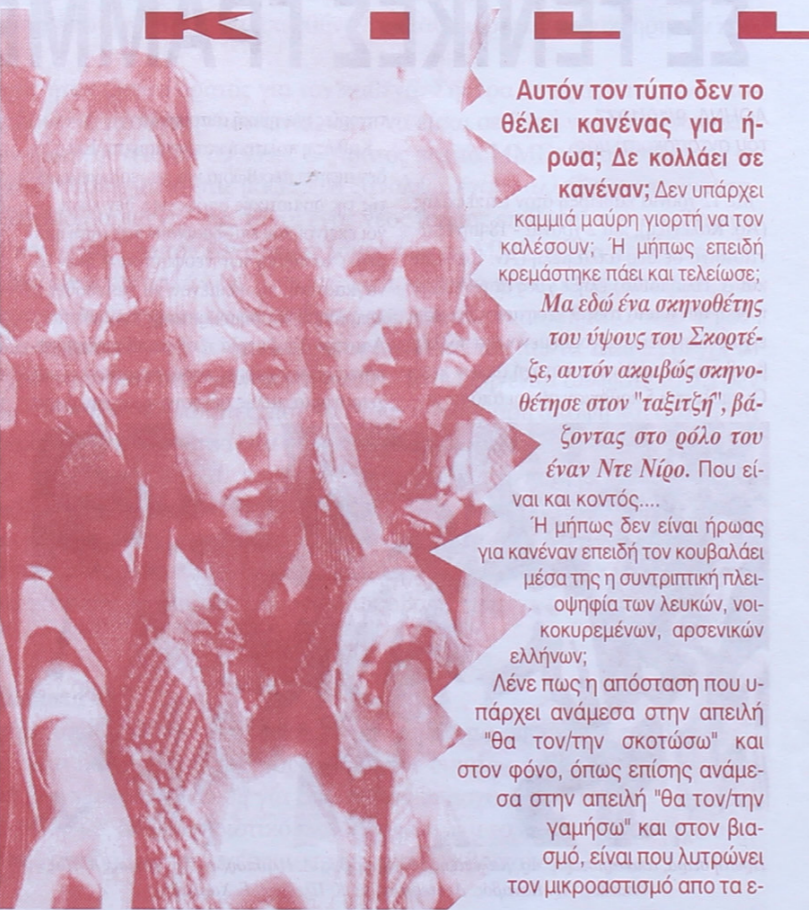 KILL
Αυτόν τον τύπο δεν το
θέλει κανένας για ή-
ρωα; Δε κολλάει σε
κανέναν; Δεν υπάρχει
καμμιά μαύρη γιορτή να τον
καλέσουν; Ή μήπως επειδή
κρεμάστηκε πάει και τελείωσε;
Μα εδώ ένα σκηνοθέτης
του ύψους του Σκορτέ-
ζε, αυτόν ακριβώς σκηνο-
θέτησε στον "ταξιτζή", βά-
ζοντας στο ρόλο του
έναν Ντε Νίρο. Που εί-
ναι και κοντός....
Ή μήπως δεν είναι ήρωας
για κανέναν επειδή τον κουβαλάει
μέσα της η συντριπτική πλει-
οψηφία των λευκών, νοι-
κοκυρεμένων, αρσενικών
ελλήνων;
Λένε πως η απόσταση που υ-
πάρχει ανάμεσα στην απειλή
"θα τον/την σκοτώσω" και
στον φόνο, όπως επίσης ανάμε-
σα στην απειλή "θα τον/την
γαμήσω" και στον βια-
σμό, είναι που λυτρώνει
τον μικροαστισμό απο τα ε-